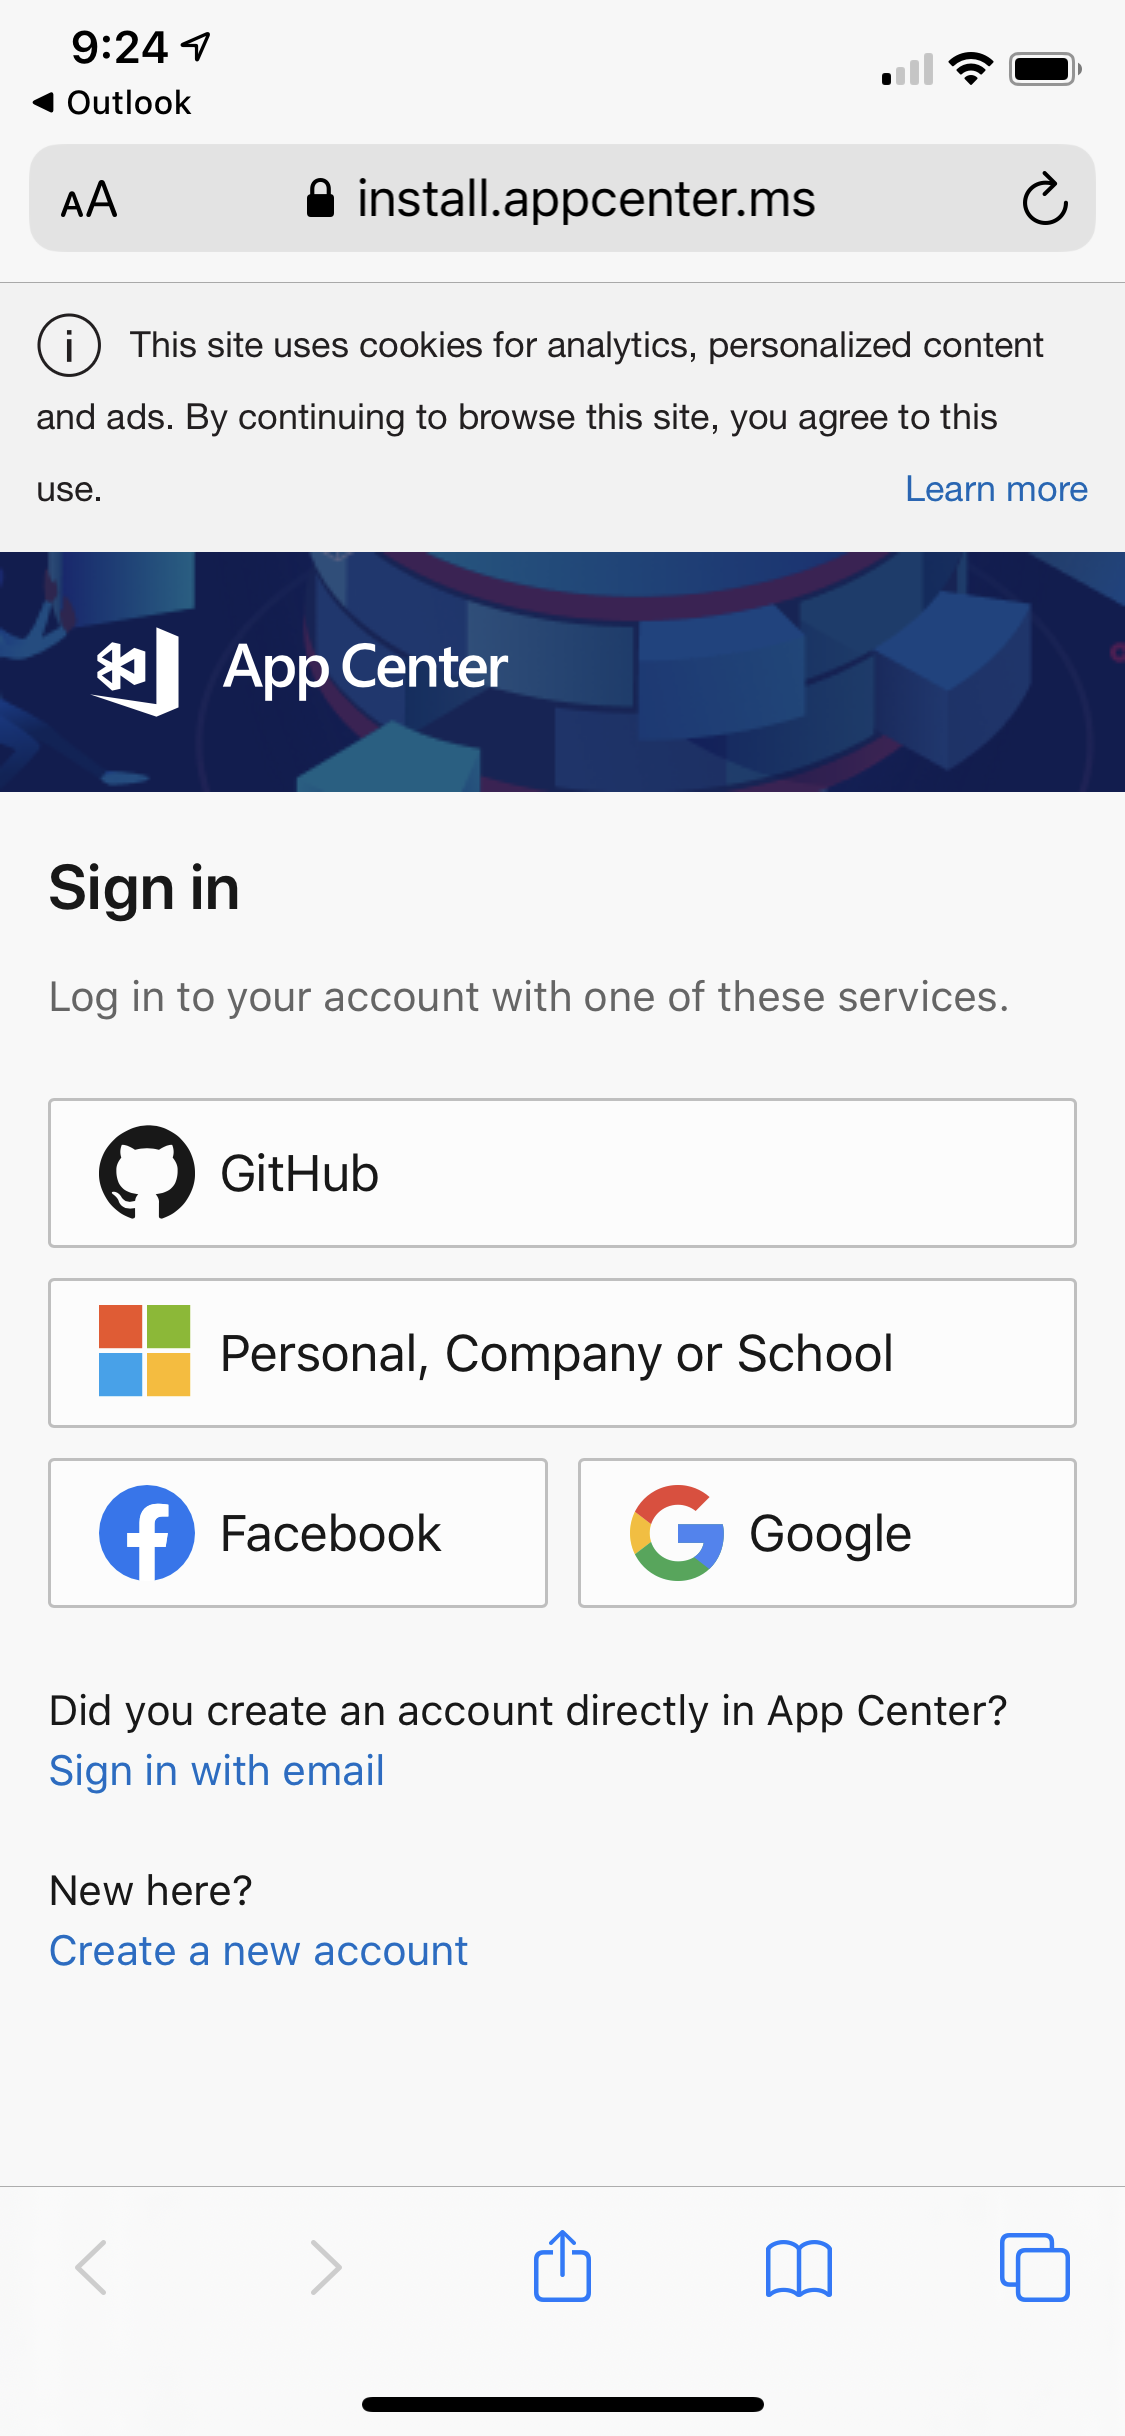 9:24
Outlook
AA
install.appcenter.ms
This site uses cookies for analytics, personalized content
and ads. By continuing to browse this site, you agree to this
use.
Learn more
App Center
Sign in
Log in to your account with one of these services.
GitHub
Personal, Company or School
Facebook
Google
Did you create an account directly in App Center?
Sign in with email
New here?
Create a new account